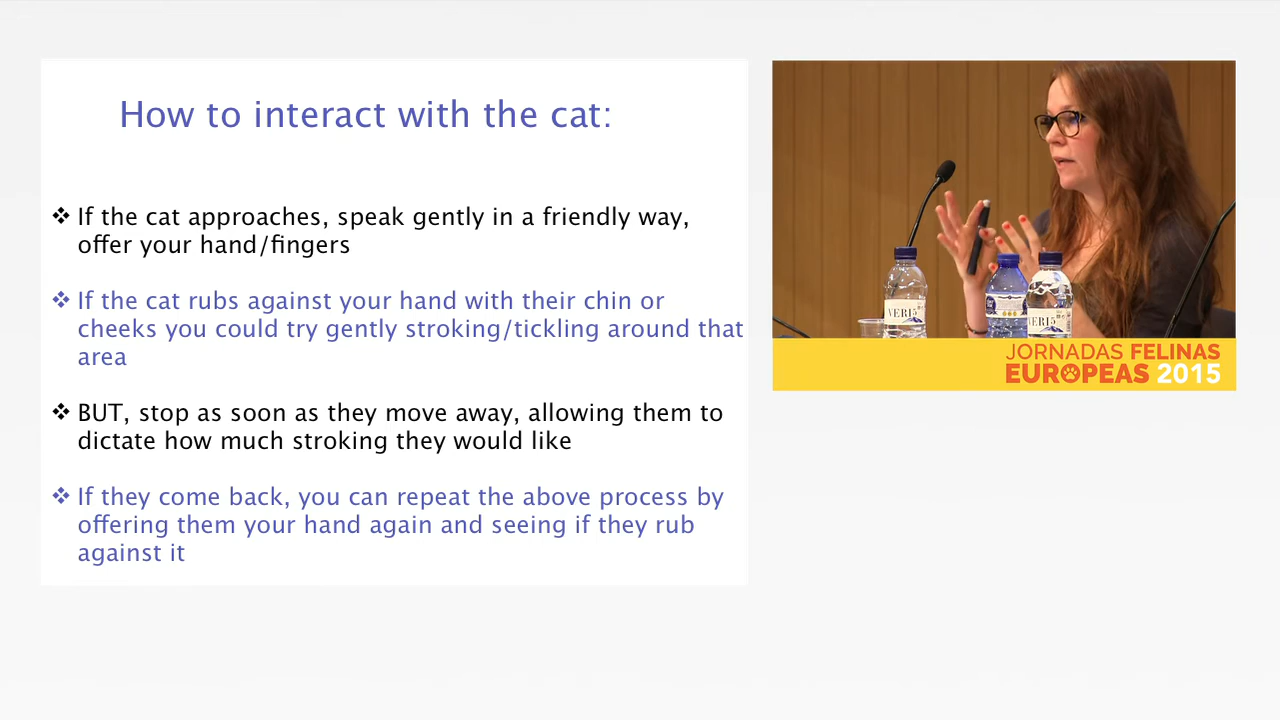 How to interact with the cat:
❖ If the cat approaches, speak gently in a friendly way,
offer your hand/fingers
❖ If the cat rubs against your hand with their chin or
cheeks you could try gently stroking/tickling around that
area
❖ BUT, stop as soon as they move away, allowing them to
dictate how much stroking they would like
❖ If they come back, you can repeat the above process by
offering them your hand again and seeing if they rub
against it
VERI
VERI
JORNADAS FELINAS
EUROPEAS 2015